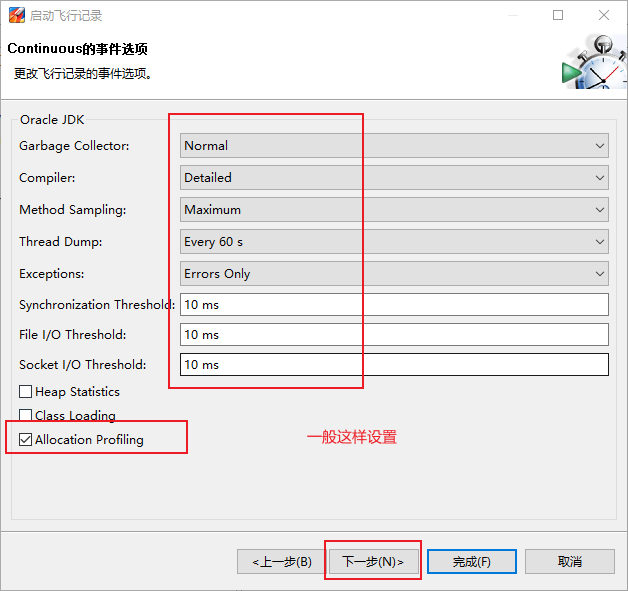 启动飞行记录
Continuous的事件选项
更改飞行记录的事件选项。
Oracle JDK
Garbage Collector: Normal
Compiler: Detailed
Method Sampling: Maximum
Thread Dump: Every 60 s
Exceptions: Errors Only
Synchronization Threshold: 10 ms
File I/O Threshold: 10 ms
Socket I/O Threshold: 10 ms
Heap Statistics
Class Loading
Allocation Profiling
一般这样设置
<上一步(B) 下一步(N)> 完成(F) 取消